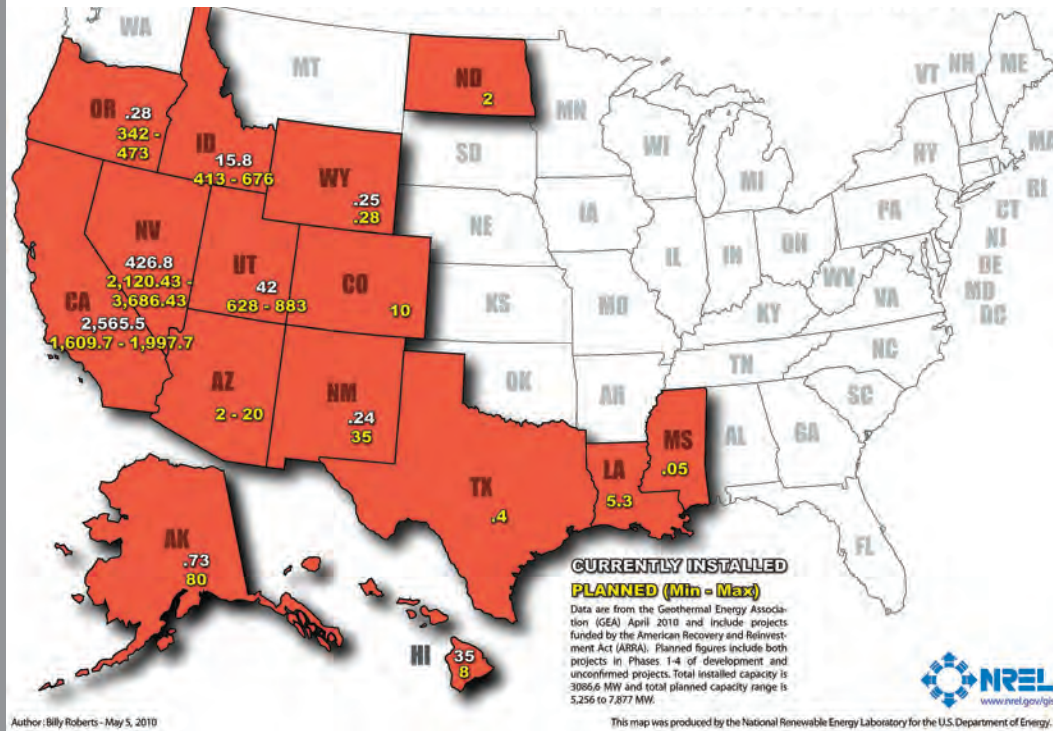 WA
MT
ND
2
MN
VT
NH
ME
OR .28
342 -
473
ID
15.8
413 - 676
WY
.25
.28
SD
WI
MI
NY
MA
RI
CT
NJ
DE
MD
DC
NV
426.8
2,120.43 -
3,686.43
UT
42
628 - 883
CO
10
NE
IA
IL
IN
OH
PA
WV
VA
KS
MO
KY
CA
2,565.5
1,609.7 - 1,997.7
AZ
2 - 20
NM
.24
35
OK
AR
TN
NC
SC
TX
.4
LA
5.3
MS
.05
AL
GA
FL
AK
.73
80
HI
35
8
CURRENTLY INSTALLED
PLANNED (Min - Max)
Data are from the Geothermal Energy Associa-
tion (GEA) April 2010 and include projects
funded by the American Recovery and Reinvest-
ment Act (ARRA). Planned figures include both
projects in Phases 1-4 of development and
unconfirmed projects. Total installed capacity is
3086.6 MW and total planned capacity range is
5,256 to 7,877 MW.
NREL
www.nrel.gov/gis
Author : Billy Roberts - May 5, 2010
This map was produced by the National Renewable Energy Laboratory for the U.S. Department of Energy.